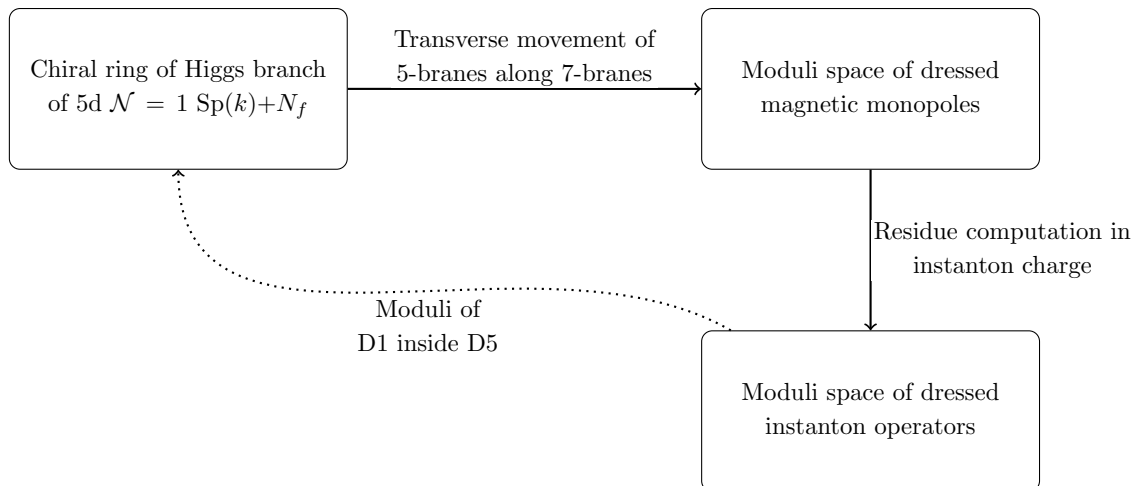 Chiral ring of Higgs branch
of 5d 𝒩 = 1 Sp(k)+N_f
Transverse movement of
5-branes along 7-branes
Moduli space of dressed
magnetic monopoles
Residue computation in
instanton charge
Moduli of
D1 inside D5
Moduli space of dressed
instanton operators